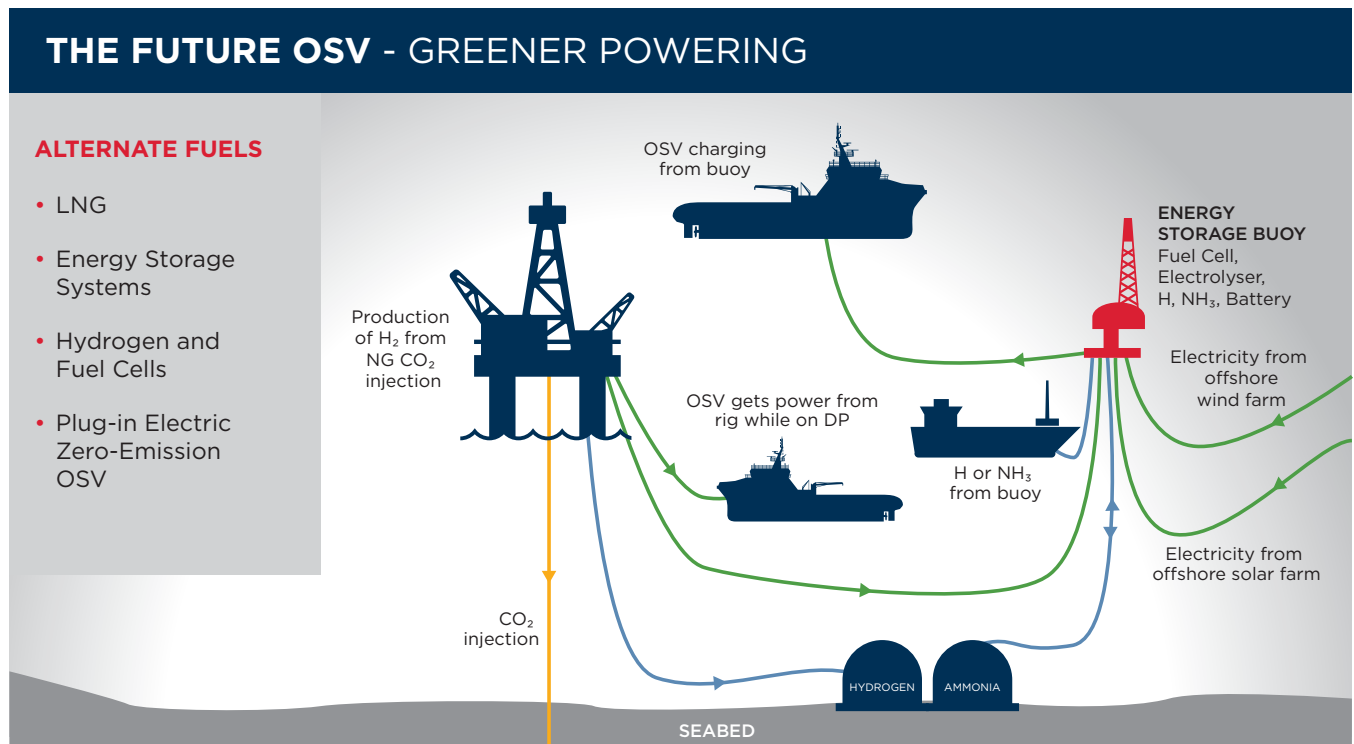 THE FUTURE OSV - GREENER POWERING
ALTERNATE FUELS
• LNG
• Energy Storage
Systems
• Hydrogen and
Fuel Cells
• Plug-in Electric
Zero-Emission
OSV
OSV charging
from buoy
ENERGY
STORAGE BUOY
Fuel Cell,
Electrolyser,
H, NH₃, Battery
Production
of H₂ from
NG CO₂
injection
Electricity from
offshore
wind farm
OSV gets power from
rig while on DP
H or NH₃
from buoy
Electricity from
offshore solar farm
CO₂
injection
HYDROGEN
AMMONIA
SEABED